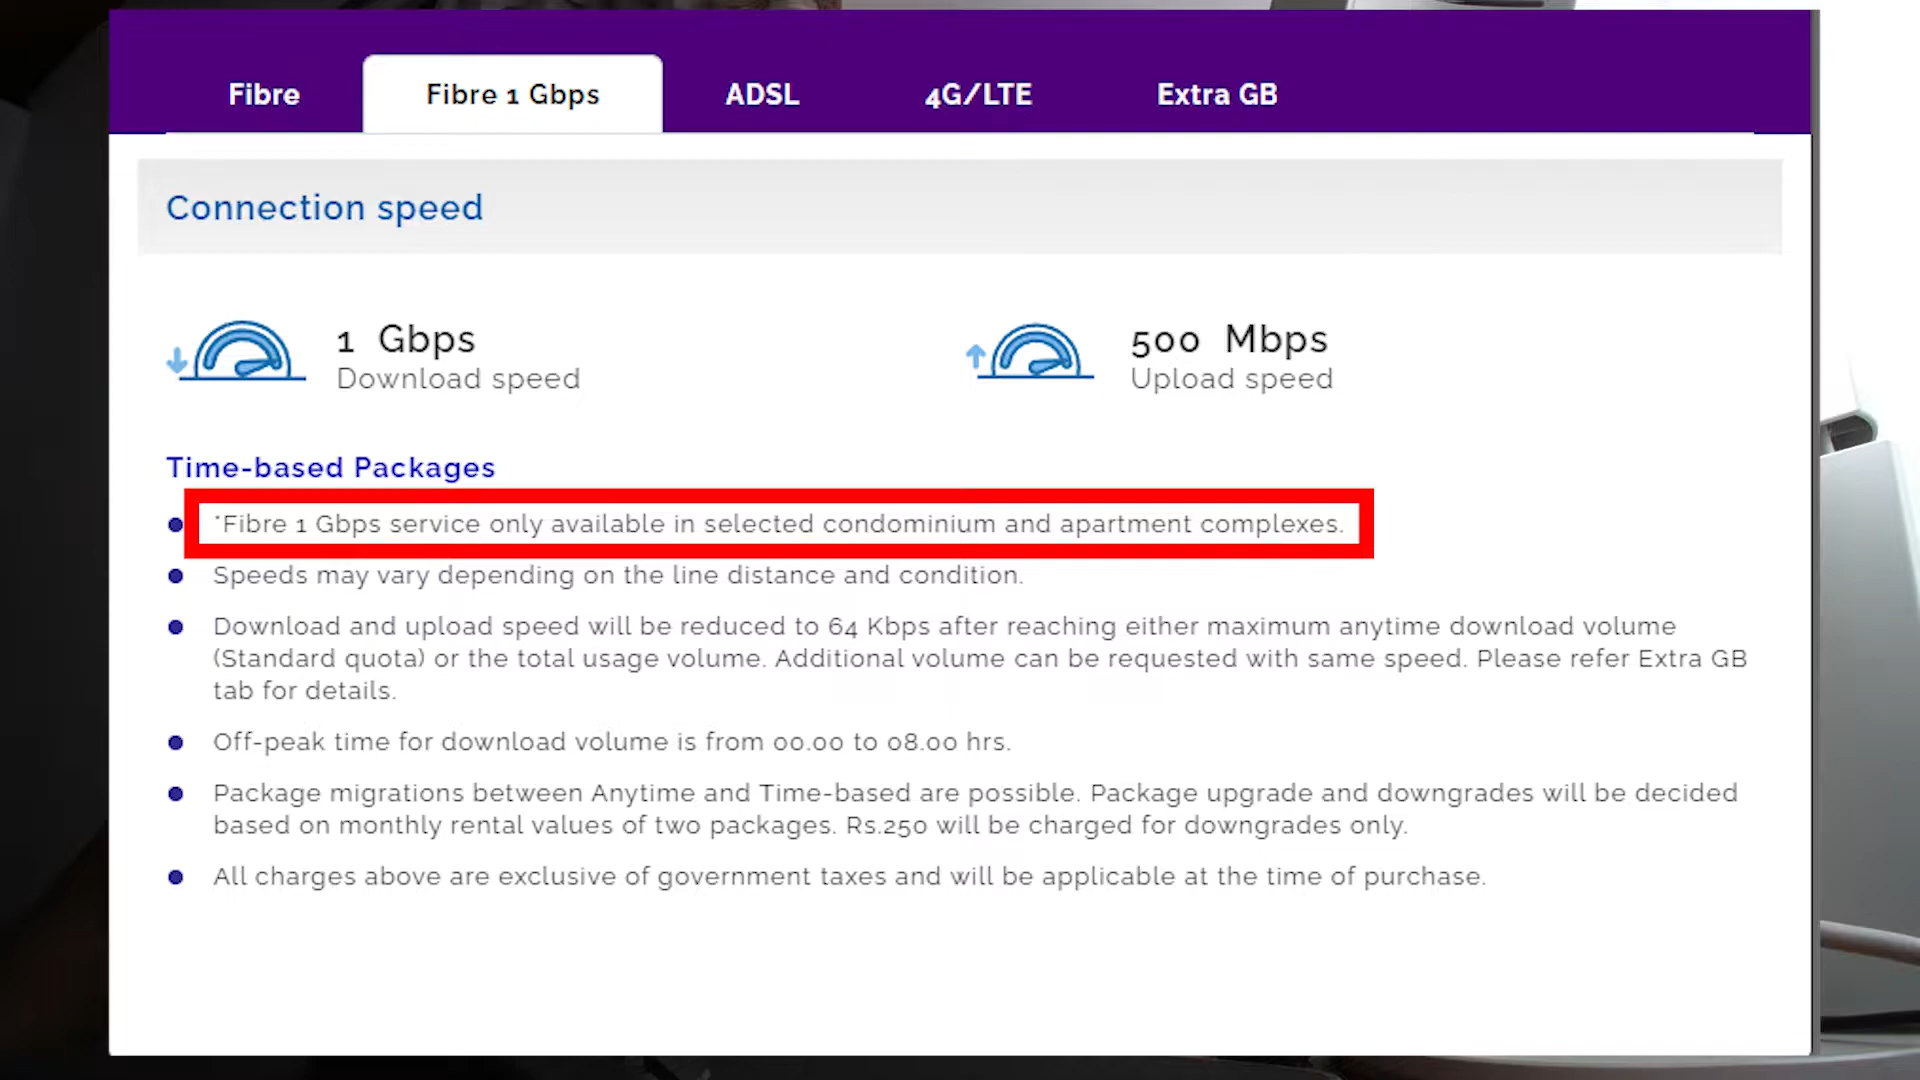 Fibre
Fibre 1 Gbps
ADSL
4G/LTE
Extra GB
Connection speed
1 Gbps
Download speed
500 Mbps
Upload speed
Time-based Packages
*Fibre 1 Gbps service only available in selected condominium and apartment complexes.
Speeds may vary depending on the line distance and condition.
Download and upload speed will be reduced to 64 Kbps after reaching either maximum anytime download volume
(Standard quota) or the total usage volume. Additional volume can be requested with same speed. Please refer Extra GB
tab for details.
Off-peak time for download volume is from 00.00 to 08.00 hrs.
Package migrations between Anytime and Time-based are possible. Package upgrade and downgrades will be decided
based on monthly rental values of two packages. Rs.250 will be charged for downgrades only.
All charges above are exclusive of government taxes and will be applicable at the time of purchase.